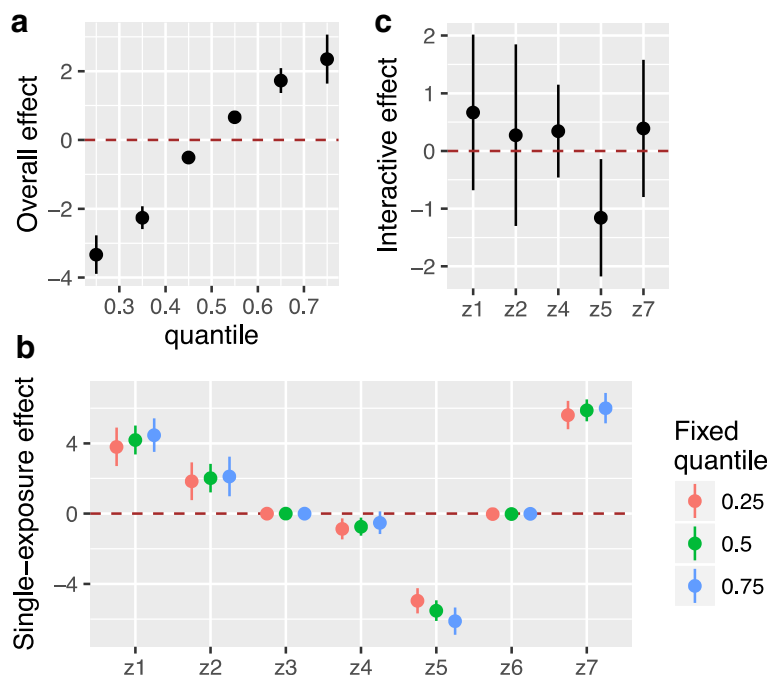 a
Overall effect
2
0
−2
−4
0.3 0.4 0.5 0.6 0.7
quantile
c
Interactive effect
2
1
0
−1
−2
z1 z2 z4 z5 z7
b
Single−exposure effect
4
0
−4
z1 z2 z3 z4 z5 z6 z7
Fixed
quantile
0.25
0.5
0.75